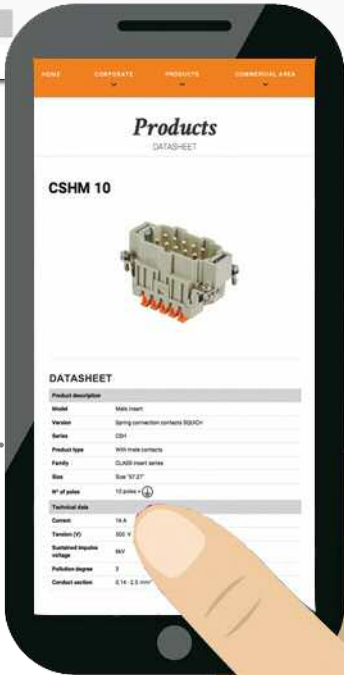 HOME CORPORATE PRODUCTS COMMERCIAL AREA
Products
DATASHEET
CSHM 10
DATASHEET
Product description
Model Male insert
Version Spring connection contacts SQUICH
Series CSH
Product type With male contacts
Family CLASS insert series
Size Size "57.27"
N° of poles 10 poles +
Technical data
Current 16 A
Tension (V) 500 V
Sustained impulse
voltage 6kV
Pollution degree 3
Conduct section 0,14 - 2,5 mm²